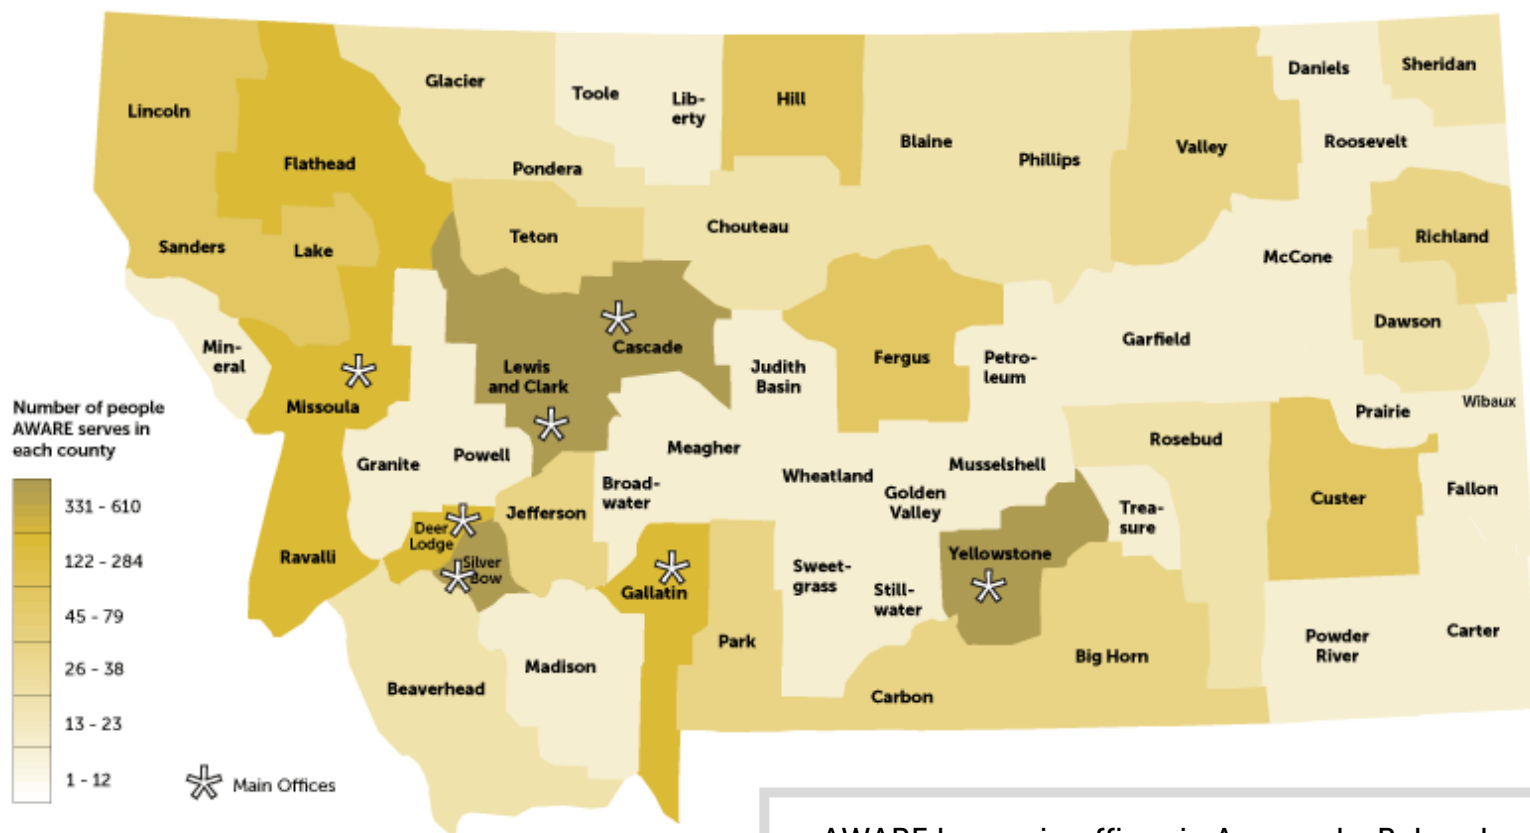 Glacier
Toole
Lib-
erty
Hill
Daniels
Sheridan
Lincoln
Flathead
Pondera
Blaine
Phillips
Valley
Roosevelt
Sanders
Lake
Teton
Chouteau
McCone
Richland
Min-
eral
Cascade
Lewis
and Clark
Judith
Basin
Fergus
Petro-
leum
Garfield
Dawson
Missoula
Prairie
Wibaux
Granite
Powell
Meagher
Rosebud
Broad-
water
Wheatland
Musselshell
Golden
Valley
Trea-
sure
Custer
Fallon
Deer
Lodge
Jefferson
Silver
Bow
Ravalli
Gallatin
Sweet-
grass
Still-
water
Yellowstone
Park
Big Horn
Powder
River
Carter
Madison
Beaverhead
Carbon
Number of people
AWARE serves in
each county
331 - 610
122 - 284
45 - 79
26 - 38
13 - 23
1 - 12
Main Offices